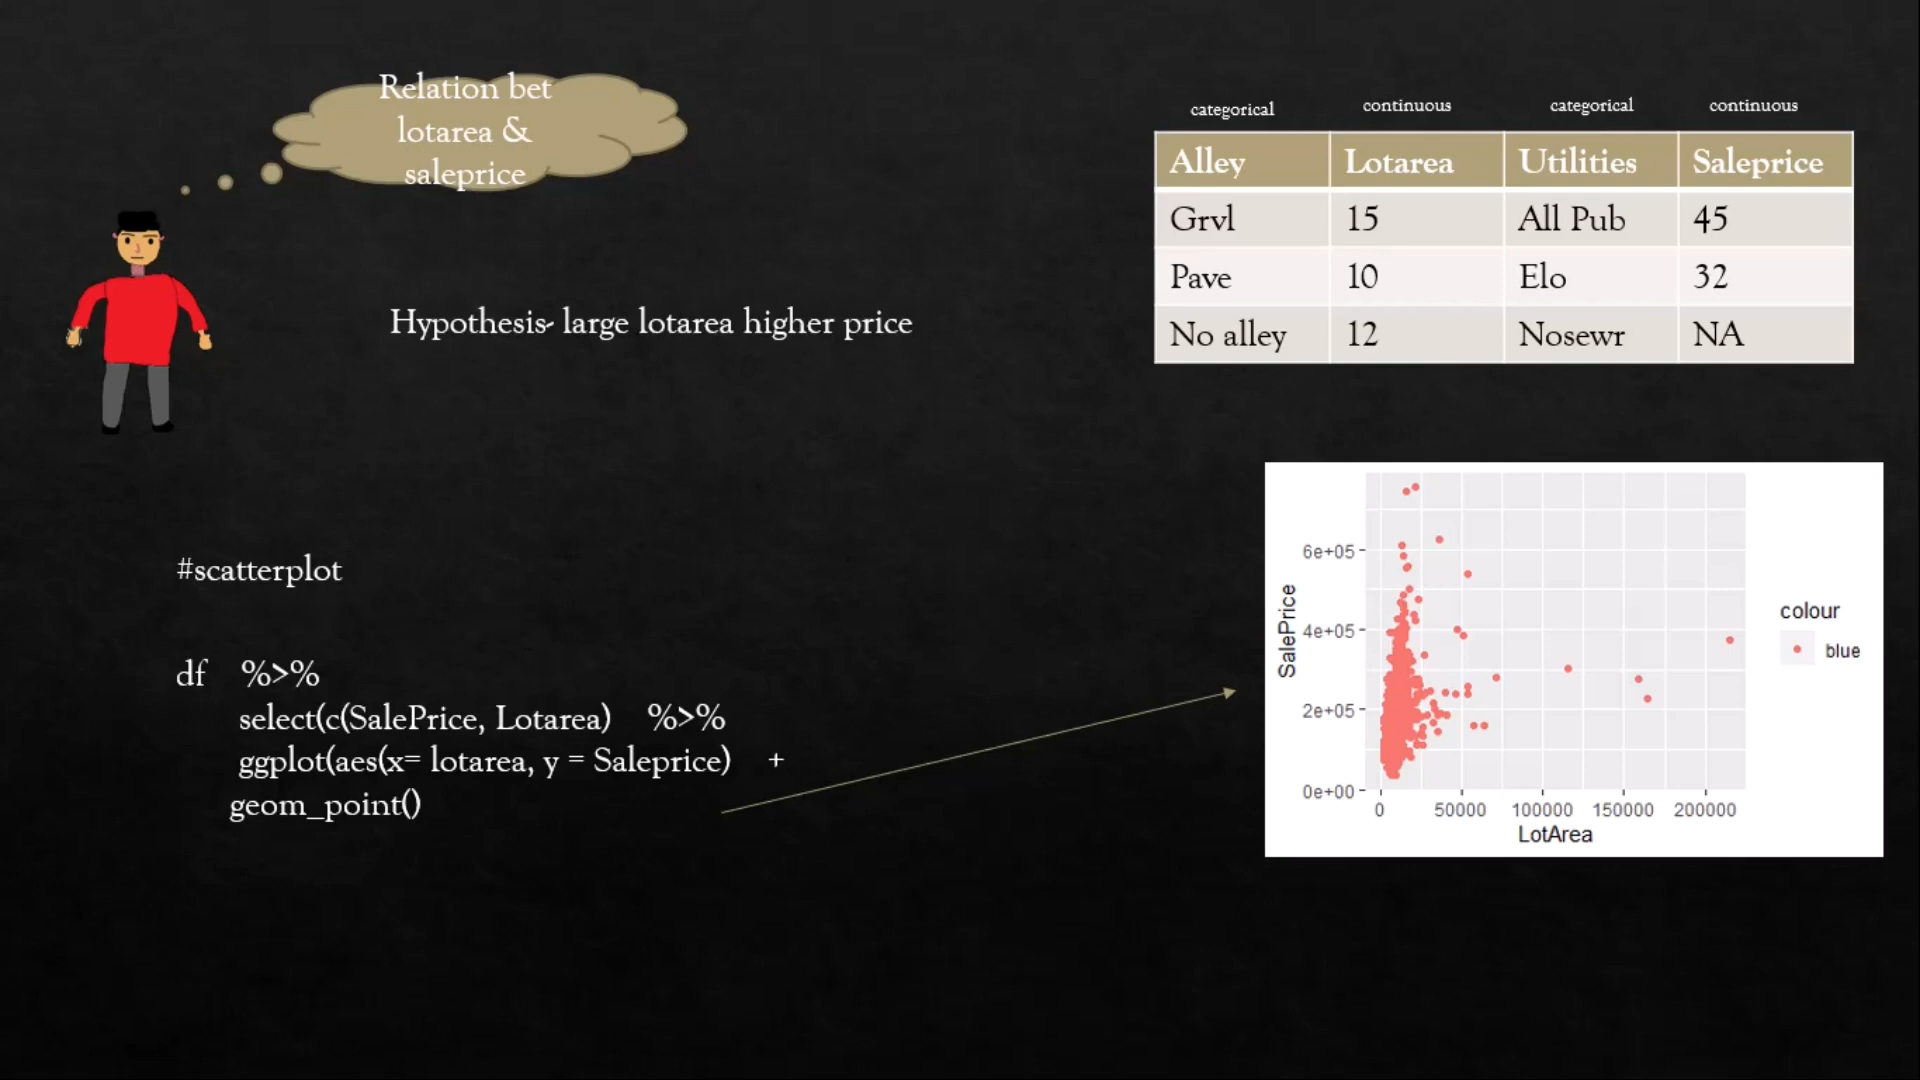 Relation bet
lotarea &
saleprice
categorical continuous categorical continuous
Alley Lotarea Utilities Saleprice
Grvl 15 All Pub 45
Pave 10 Elo 32
No alley 12 Nosewr NA
Hypothesis- large lotarea higher price
#scatterplot
df %>%
select(c(SalePrice, Lotarea) %>%
ggplot(aes(x= lotarea, y = Saleprice) +
geom_point()
SalePrice
6e+05
4e+05
2e+05
0e+00
0 50000 100000 150000 200000
LotArea
colour
blue